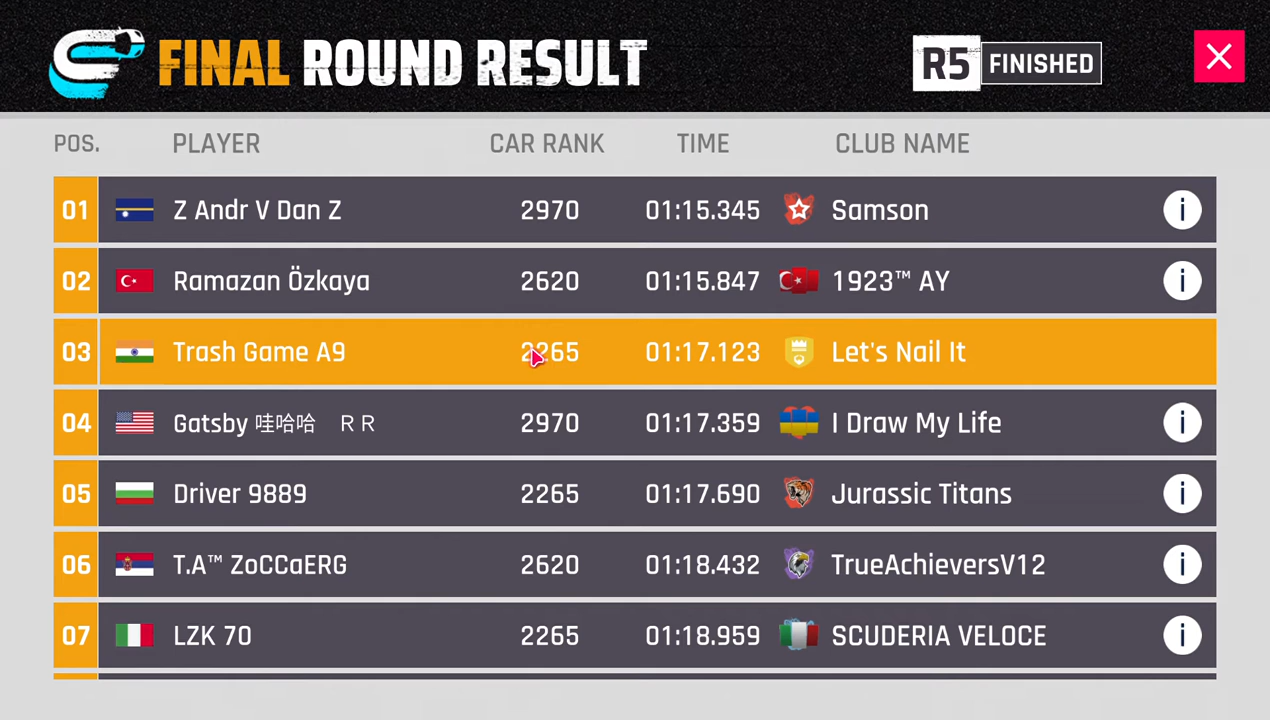 FINAL ROUND RESULT
R5 FINISHED
POS. PLAYER CAR RANK TIME CLUB NAME
01 Z Andr V Dan Z 2970 01:15.345 Samson i
02 Ramazan Özkaya 2620 01:15.847 1923™ AY i
03 Trash Game A9 2265 01:17.123 Let's Nail It
04 Gatsby 哇哈哈 ＲＲ 2970 01:17.359 I Draw My Life i
05 Driver 9889 2265 01:17.690 Jurassic Titans i
06 T.A™ ZoCCaERG 2620 01:18.432 TrueAchieversV12 i
07 LZK 70 2265 01:18.959 SCUDERIA VELOCE i